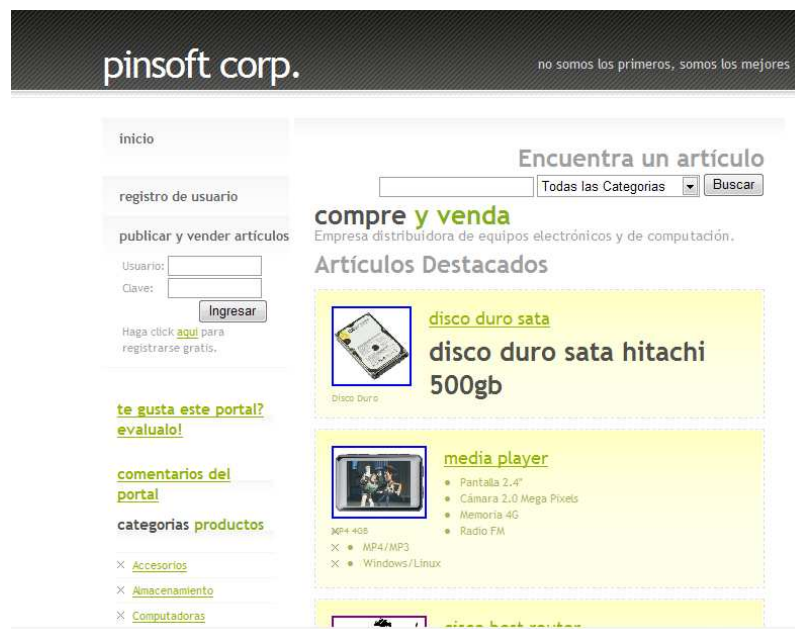 pinsoft corp.
no somos los primeros, somos los mejores
inicio
registro de usuario
publicar y vender artículos
Usuario:
Clave:
Ingresar
Haga click aqui para
registrarse gratis.
te gusta este portal?
evalualo!
comentarios del
portal
categorias productos
Accesorios
Almacenamiento
Computadoras
Encuentra un artículo
Todas las Categorias
Buscar
compre y venda
Empresa distribuidora de equipos electrónicos y de computación.
Artículos Destacados
disco duro sata
disco duro sata hitachi
500gb
Disco Duro
media player
Pantalla 2.4"
Cámara 2.0 Mega Pixels
Memoria 4G
Radio FM
MP4 4GB
MP4/MP3
Windows/Linux
cisco best router